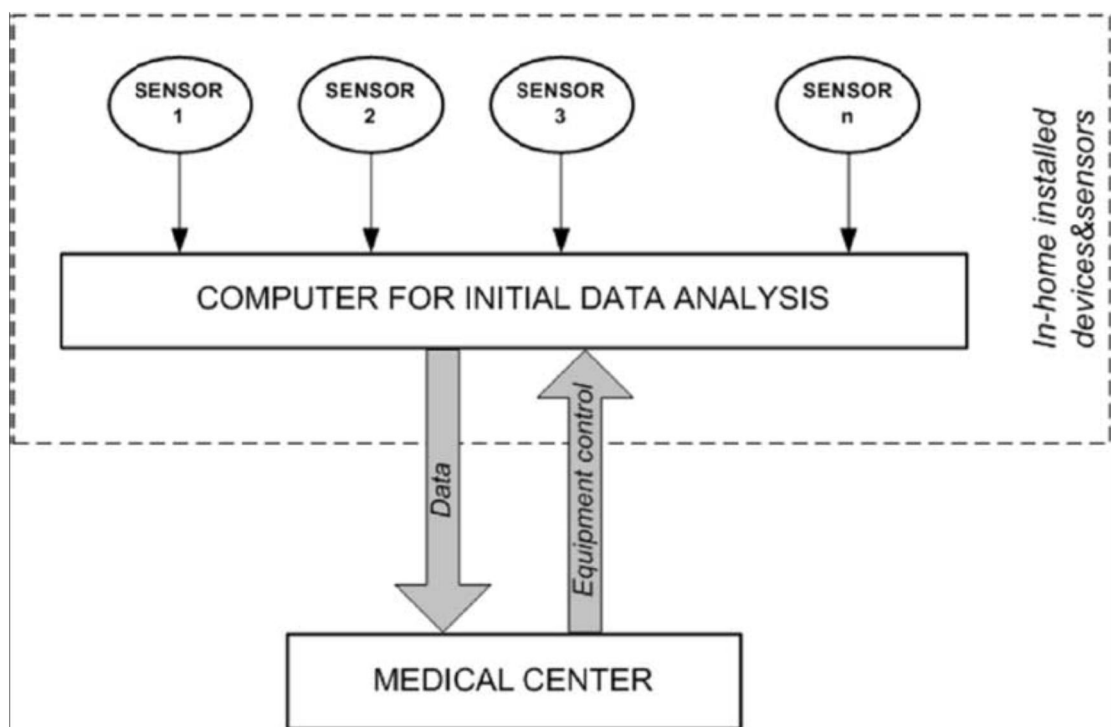 SENSOR
1
SENSOR
2
SENSOR
3
SENSOR
n
In-home installed
devices&sensors
COMPUTER FOR INITIAL DATA ANALYSIS
Data
Equipment control
MEDICAL CENTER